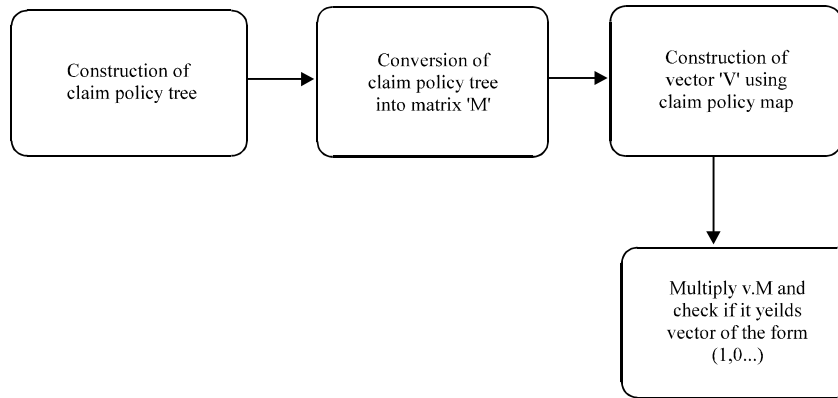 Construction of
claim policy tree
Conversion of
claim policy tree
into matrix 'M'
Construction of
vector 'V' using
claim policy map
Multiply v.M and
check if it yeilds
vector of the form
(1,0...)